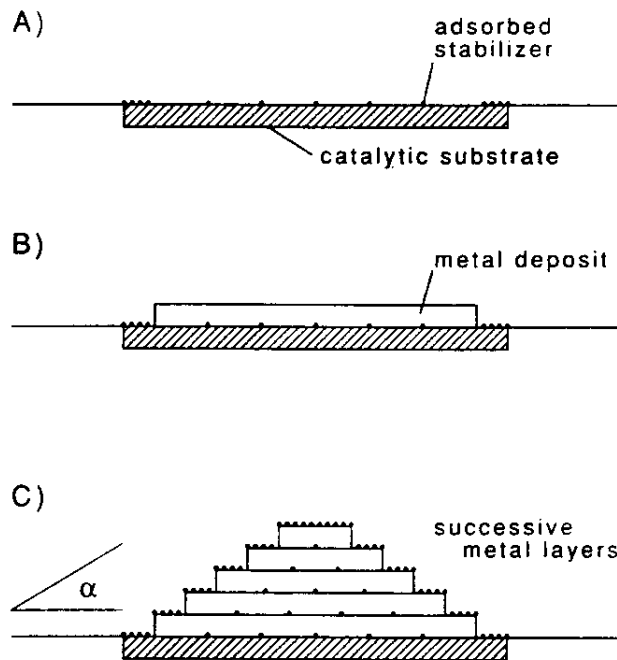 A)
adsorbed
stabilizer
catalytic substrate
B)
metal deposit
C)
successive
metal layers
α